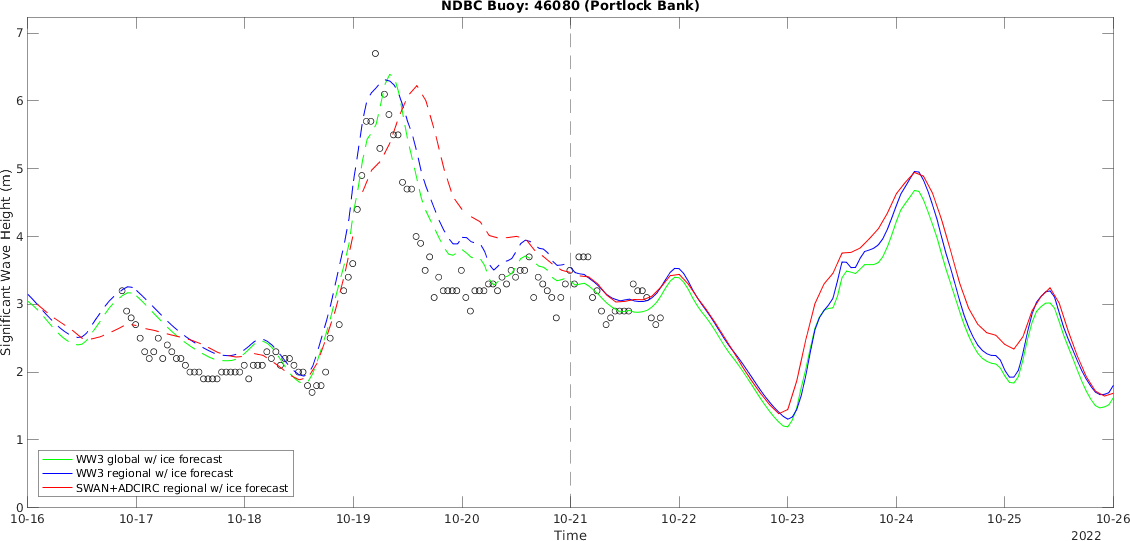 NDBC Buoy: 46080 (Portlock Bank)
7
6
5
4
3
2
1
0
Significant Wave Height (m)
WW3 global w/ ice forecast
WW3 regional w/ ice forecast
SWAN+ADCIRC regional w/ ice forecast
10-16 10-17 10-18 10-19 10-20 10-21 10-22 10-23 10-24 10-25 10-26
Time
2022